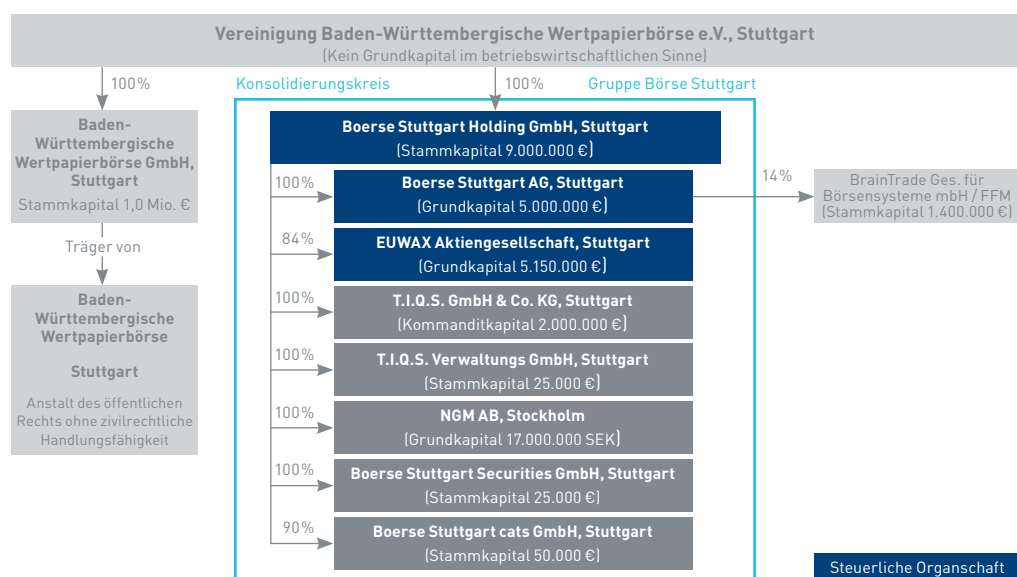 Vereinigung Baden-Württembergische Wertpapierbörse e.V., Stuttgart
(Kein Grundkapital im betriebswirtschaftlichen Sinne)
100%
Konsolidierungskreis
100%
Gruppe Börse Stuttgart
Baden-
Württembergische
Wertpapierbörse GmbH,
Stuttgart
Stammkapital 1,0 Mio. €
Träger von
Baden-
Württembergische
Wertpapierbörse
Stuttgart
Anstalt des öffentlichen
Rechts ohne zivilrechtliche
Handlungsfähigkeit
Boerse Stuttgart Holding GmbH, Stuttgart
(Stammkapital 9.000.000 €)
100%
Boerse Stuttgart AG, Stuttgart
(Grundkapital 5.000.000 €)
14%
BrainTrade Ges. für
Börsensysteme mbH / FFM
(Stammkapital 1.400.000 €)
84%
EUWAX Aktiengesellschaft, Stuttgart
(Grundkapital 5.150.000 €)
100%
T.I.Q.S. GmbH & Co. KG, Stuttgart
(Kommanditkapital 2.000.000 €)
100%
T.I.Q.S. Verwaltungs GmbH, Stuttgart
(Stammkapital 25.000 €)
100%
NGM AB, Stockholm
(Grundkapital 17.000.000 SEK)
100%
Boerse Stuttgart Securities GmbH, Stuttgart
(Stammkapital 25.000 €)
90%
Boerse Stuttgart cats GmbH, Stuttgart
(Stammkapital 50.000 €)
Steuerliche Organschaft